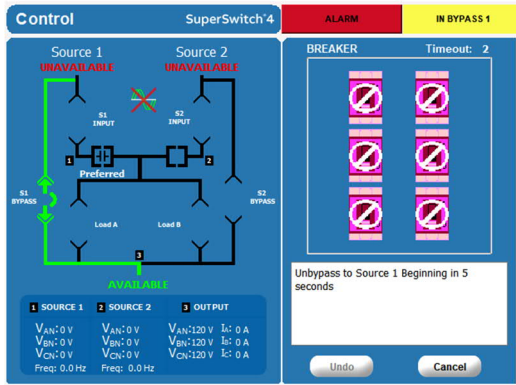 Control
SuperSwitch®4
ALARM
IN BYPASS 1
Source 1
Source 2
UNAVAILABLE
UNAVAILABLE
S1
INPUT
S2
INPUT
1
2
Preferred
S1
BYPASS
S2
BYPASS
Load A
Load B
3
AVAILABLE
1 SOURCE 1
2 SOURCE 2
3 OUTPUT
VAN: 0 V
VAN: 0 V
VAN: 120 V IA: 0 A
VBN: 0 V
VBN: 0 V
VBN: 120 V IB: 0 A
VCN: 0 V
VCN: 0 V
VCN: 120 V IC: 0 A
Freq: 0.0 Hz
Freq: 0.0 Hz
BREAKER
Timeout: 2
Unbypass to Source 1 Beginning in 5
seconds
Undo
Cancel